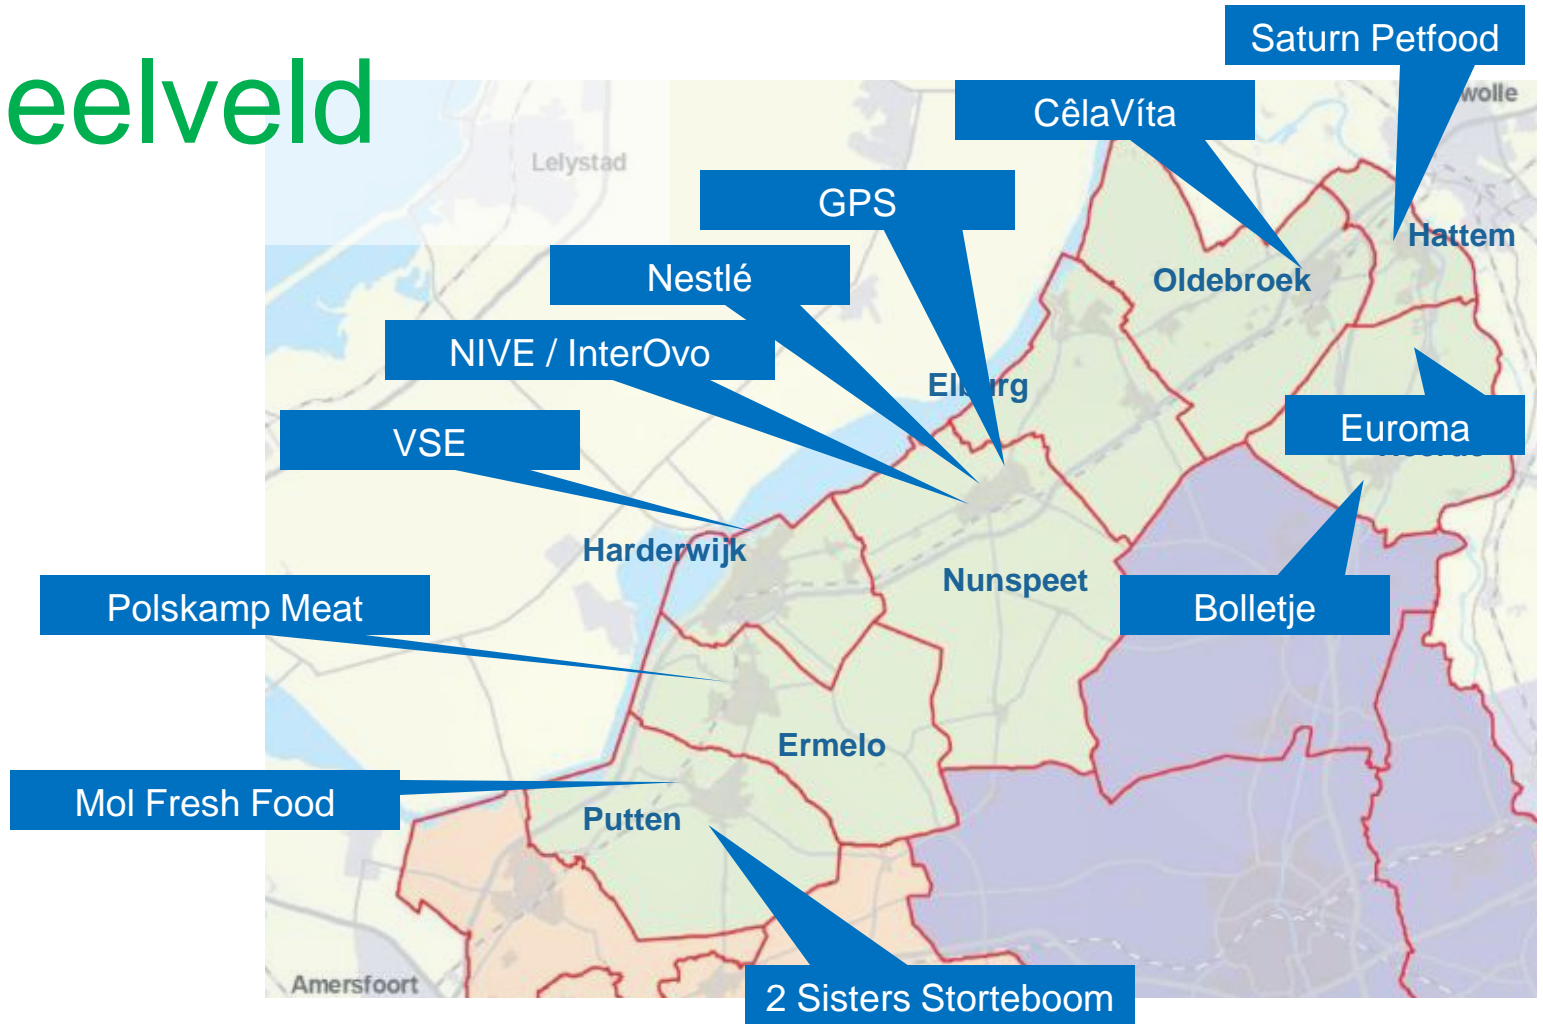 Saturn Petfood
eelveld
wolle
CêlaVíta
Lelystad
GPS
Hattem
Nestlé
Oldebroek
NIVE / InterOvo
Elburg
VSE
Euroma
Harderwijk
Nunspeet
Polskamp Meat
Bolletje
Ermelo
Mol Fresh Food
Putten
Amersfoort
2 Sisters Storteboom